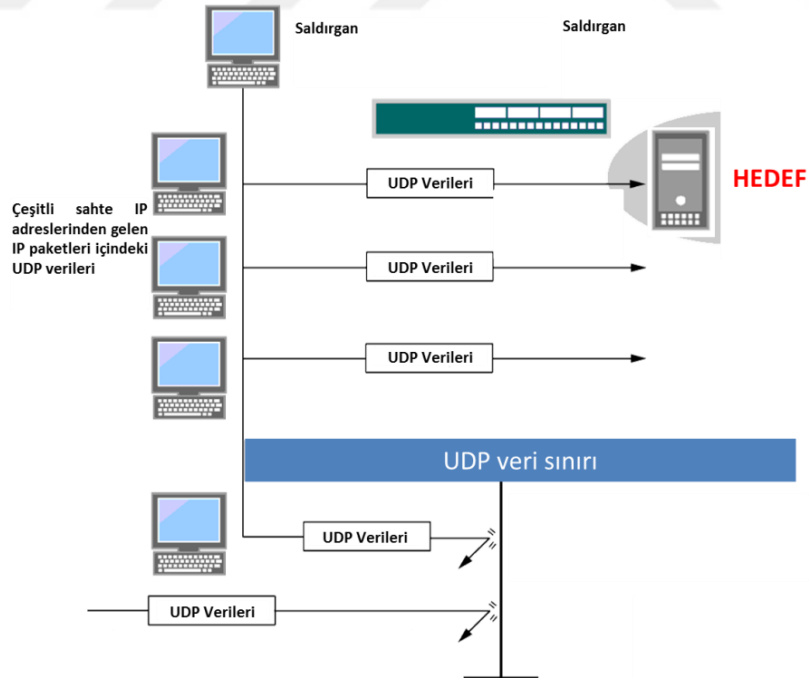 Saldırgan
Saldırgan
UDP Verileri
HEDEF
Çeşitli sahte IP
adreslerinden gelen
IP paketleri içindeki
UDP verileri
UDP Verileri
UDP Verileri
UDP veri sınırı
UDP Verileri
UDP Verileri